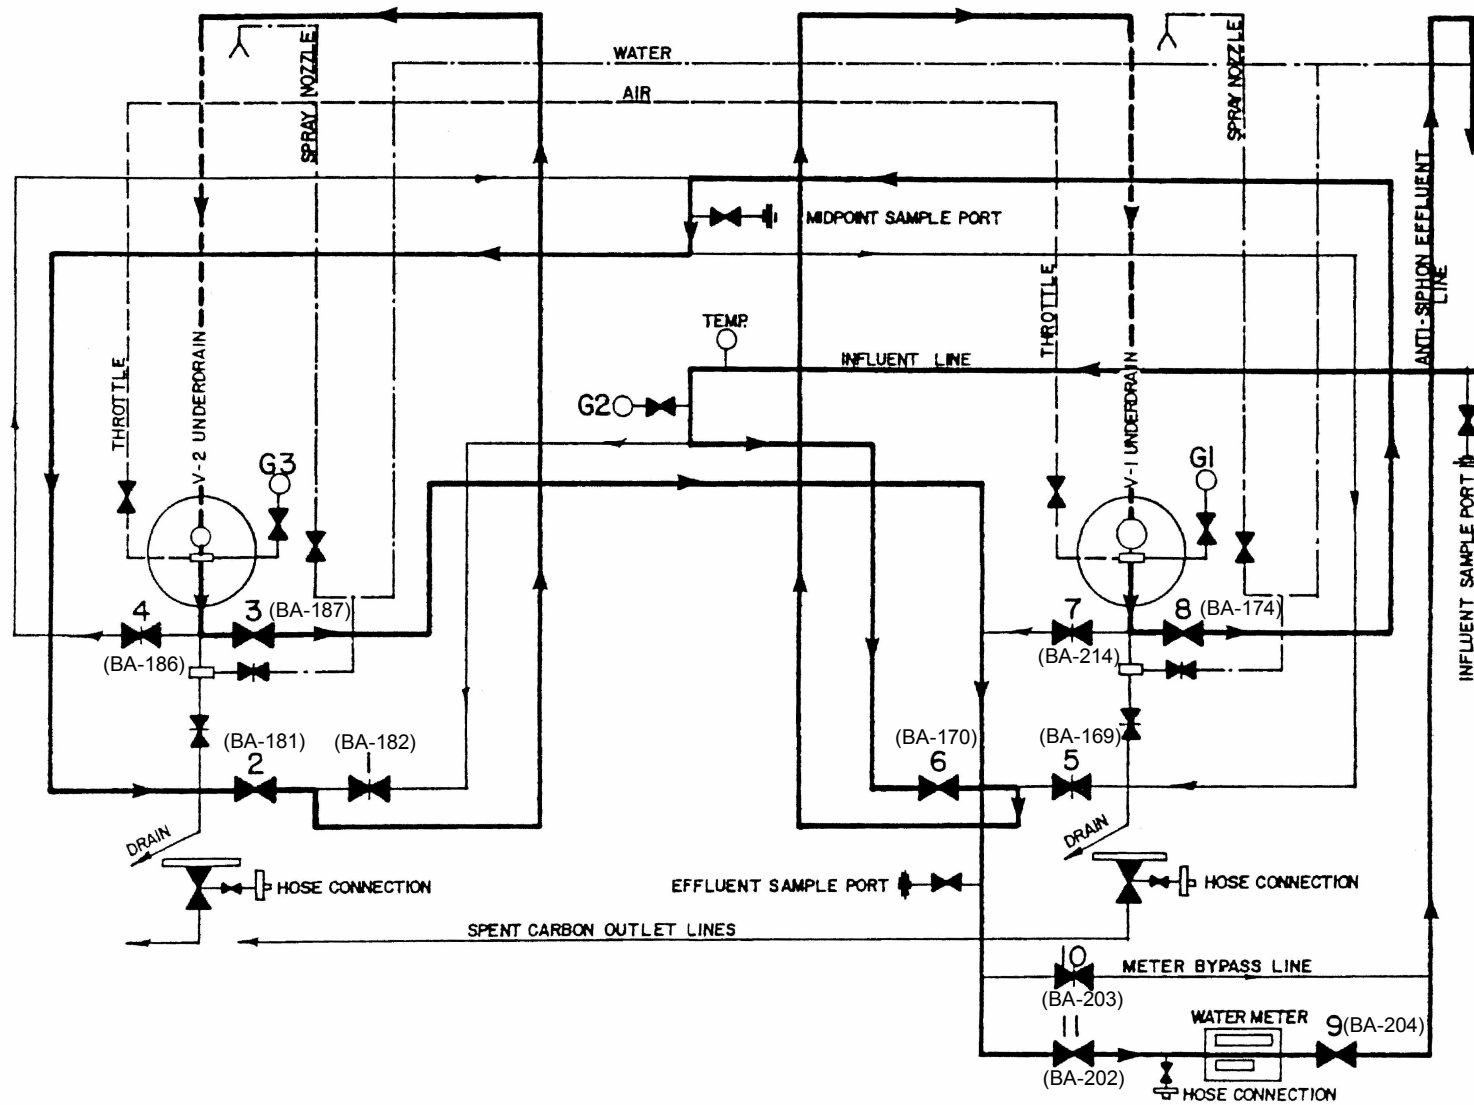 WATER
AIR
SPRAY NOZZLE
SPRAY NOZZLE
ANTI-SIPHON EFFLUENT
LINE
MIDPOINT SAMPLE PORT
THROTTLE
THROTTLE
TEMP.
INFLUENT LINE
V-2 UNDERDRAIN
V-1 UNDERDRAIN
G2
G3
G1
INFLUENT SAMPLE PORT
4
(BA-186)
3 (BA-187)
7
(BA-214)
8 (BA-174)
(BA-181)
2
(BA-182)
1
(BA-170)
6
(BA-169)
5
DRAIN
DRAIN
HOSE CONNECTION
EFFLUENT SAMPLE PORT
HOSE CONNECTION
SPENT CARBON OUTLET LINES
10
(BA-203)
METER BYPASS LINE
11
(BA-202)
WATER METER
9 (BA-204)
HOSE CONNECTION